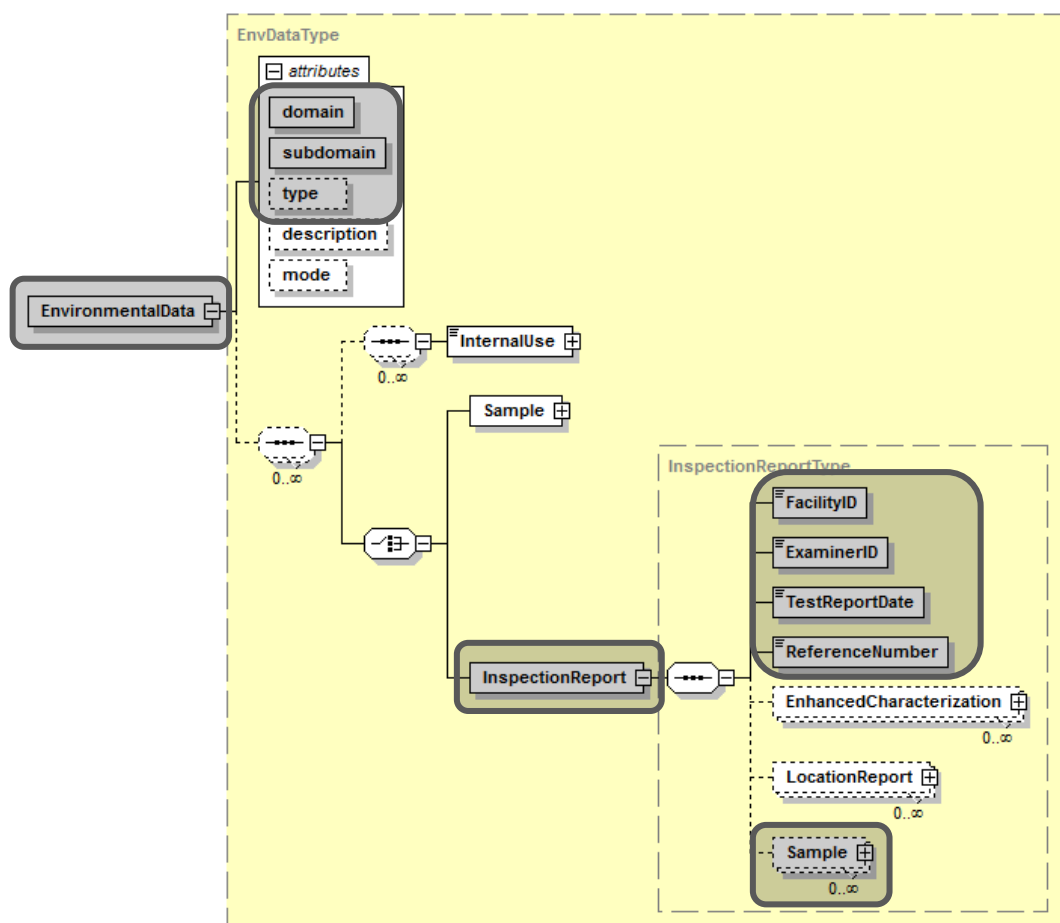 EnvDataType
attributes
domain
subdomain
type
description
mode
EnvironmentalData
InternalUse
0..∞
Sample
0..∞
InspectionReportType
FacilityID
ExaminerID
TestReportDate
ReferenceNumber
InspectionReport
EnhancedCharacterization
0..∞
LocationReport
0..∞
Sample
0..∞